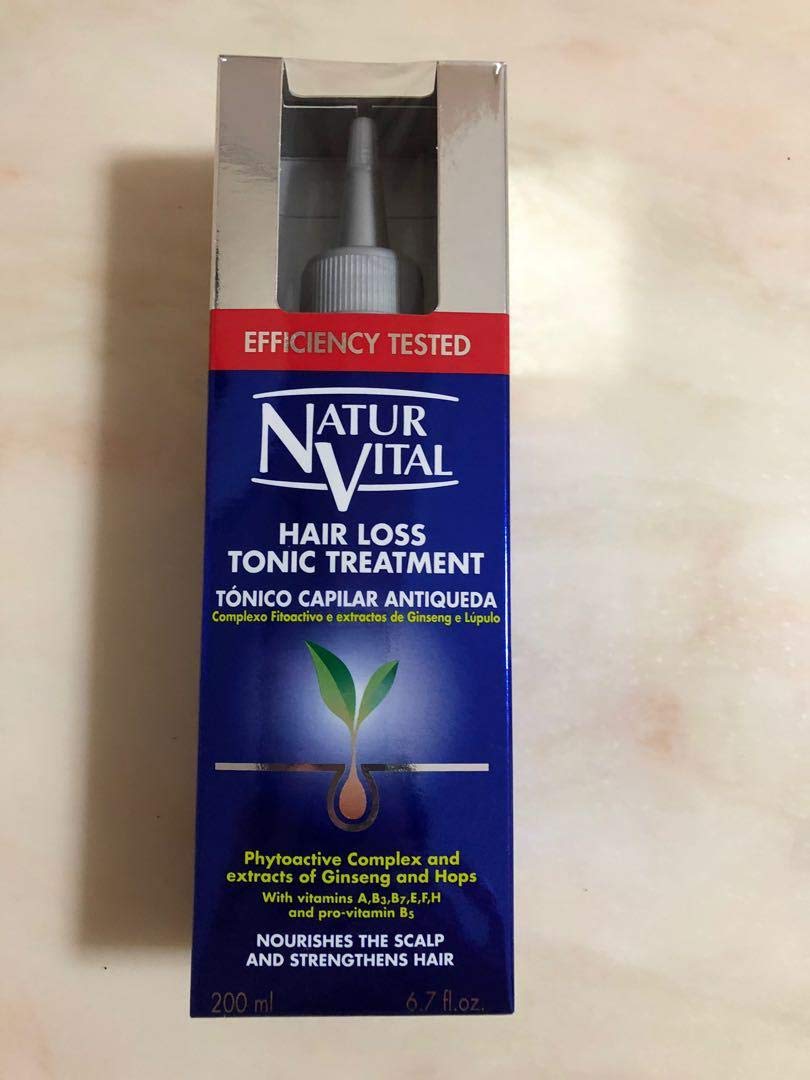 EFFICIENCY TESTED
NATUR
VITAL
HAIR LOSS
TONIC TREATMENT
TÓNICO CAPILAR ANTIQUEDA
Complexo Fitoactivo e extractos de Ginseng e Lúpulo
Phytoactive Complex and
extracts of Ginseng and Hops
With vitamins A,B3,B7,E,F,H
and pro-vitamin B5
NOURISHES THE SCALP
AND STRENGTHENS HAIR
200 ml 6.7 fl.oz.